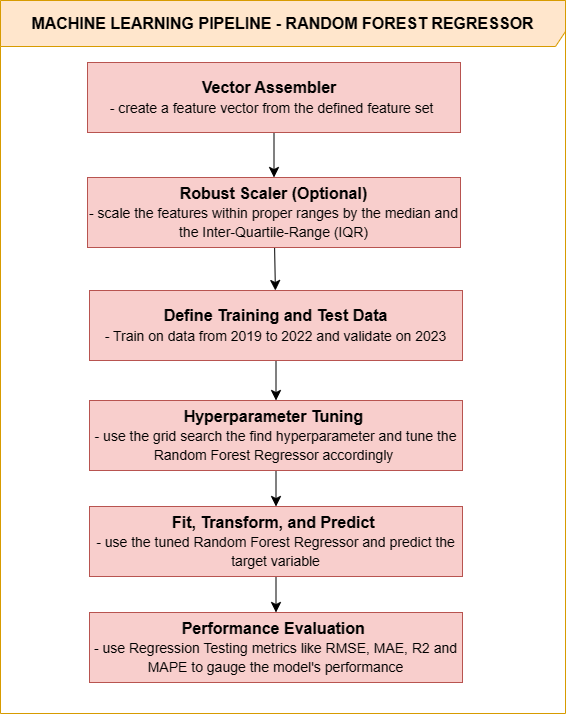 MACHINE LEARNING PIPELINE - RANDOM FOREST REGRESSOR
Vector Assembler
- create a feature vector from the defined feature set
Robust Scaler (Optional)
- scale the features within proper ranges by the median and
the Inter-Quartile-Range (IQR)
Define Training and Test Data
- Train on data from 2019 to 2022 and validate on 2023
Hyperparameter Tuning
- use the grid search the find hyperparameter and tune the
Random Forest Regressor accordingly
Fit, Transform, and Predict
- use the tuned Random Forest Regressor and predict the
target variable
Performance Evaluation
- use Regression Testing metrics like RMSE, MAE, R2 and
MAPE to gauge the model's performance